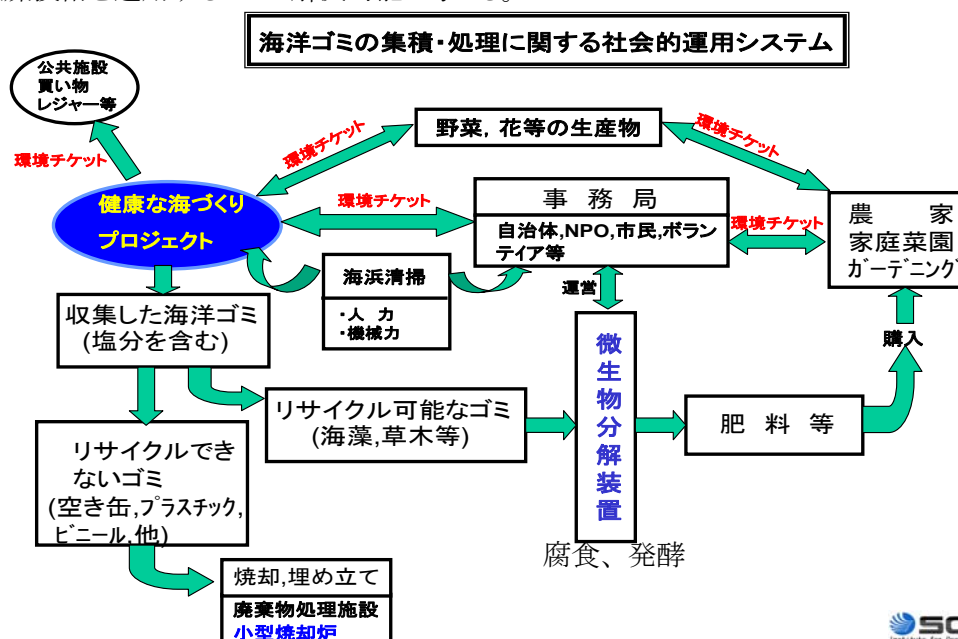 海洋ゴミの集積・処理に関する社会的運用システム
公共施設
買い物
レジャー等
環境チケット
環境チケット
野菜，花等の生産物
環境チケット
健康な海づくり
プロジェクト
環境チケット
事 務 局
自治体,NPO,市民,ボラン
テイア等
環境チケット
農 家
家庭菜園
ｶﾞｰﾃﾞﾆﾝｸﾞ
海浜清掃
・人 力
・機械力
運営
購入
収集した海洋ゴミ
(塩分を含む)
リサイクル可能なゴミ
(海藻,草木等)
微生物分解装置
肥 料 等
リサイクルでき
ないゴミ
(空き缶,プラスチック,
ビニール,他)
腐食、発酵
焼却,埋め立て
廃棄物処理施設
小型焼却炉